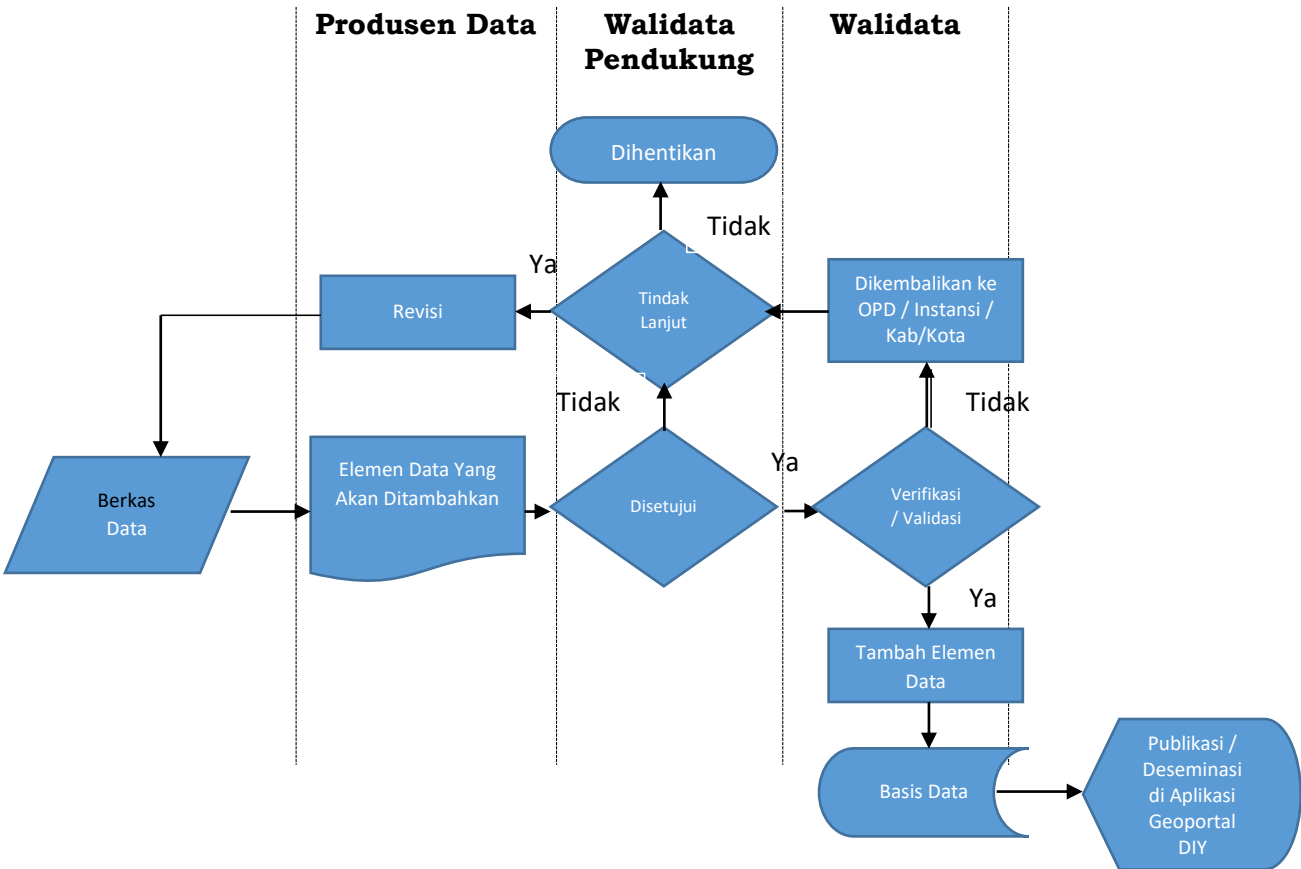 Produsen Data
Walidata
Pendukung
Walidata
Dihentikan
Tidak
Ya
Revisi
Tindak
Lanjut
Dikembalikan ke
OPD / Instansi /
Kab/Kota
Tidak
Tidak
Berkas
Data
Elemen Data Yang
Akan Ditambahkan
Disetujui
Ya
Verifikasi
/ Validasi
Ya
Tambah Elemen
Data
Basis Data
Publikasi /
Deseminasi
di Aplikasi
Geoportal
DIY